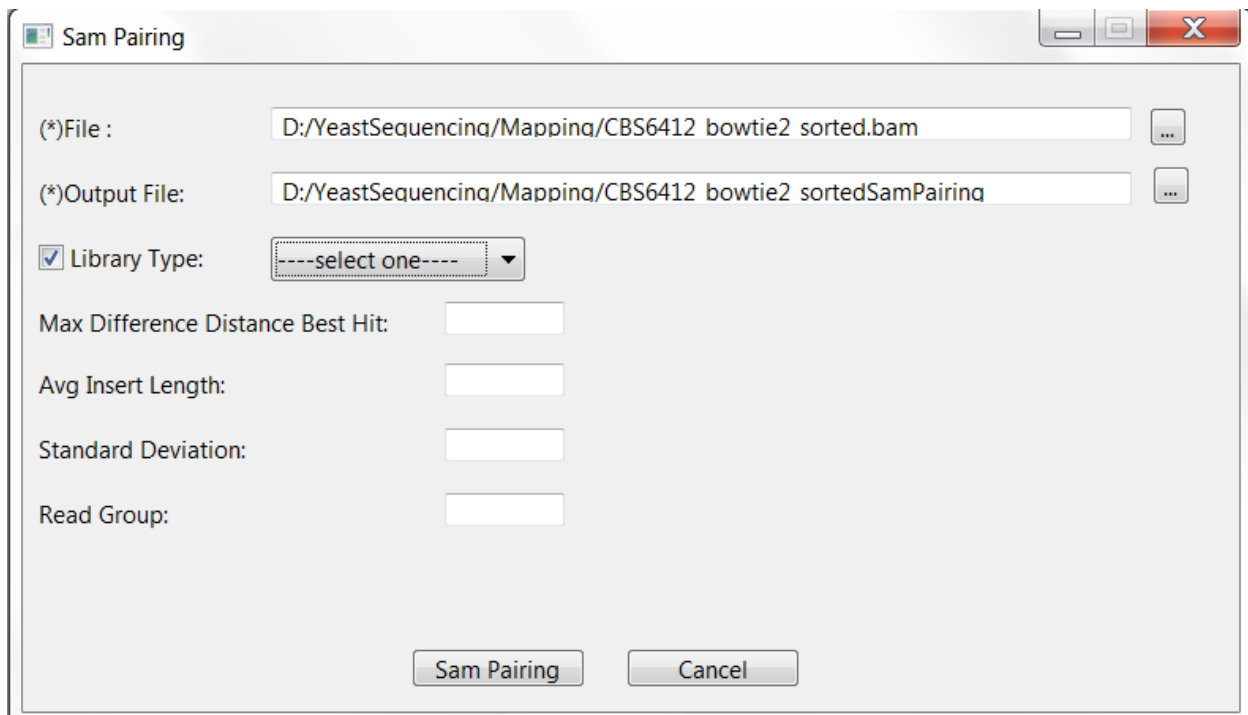 Sam Pairing
(*)File : D:/YeastSequencing/Mapping/CBS6412_bowtie2_sorted.bam ...
(*)Output File: D:/YeastSequencing/Mapping/CBS6412_bowtie2_sortedSamPairing ...
Library Type: ----select one----
Max Difference Distance Best Hit:
Avg Insert Length:
Standard Deviation:
Read Group:
Sam Pairing Cancel